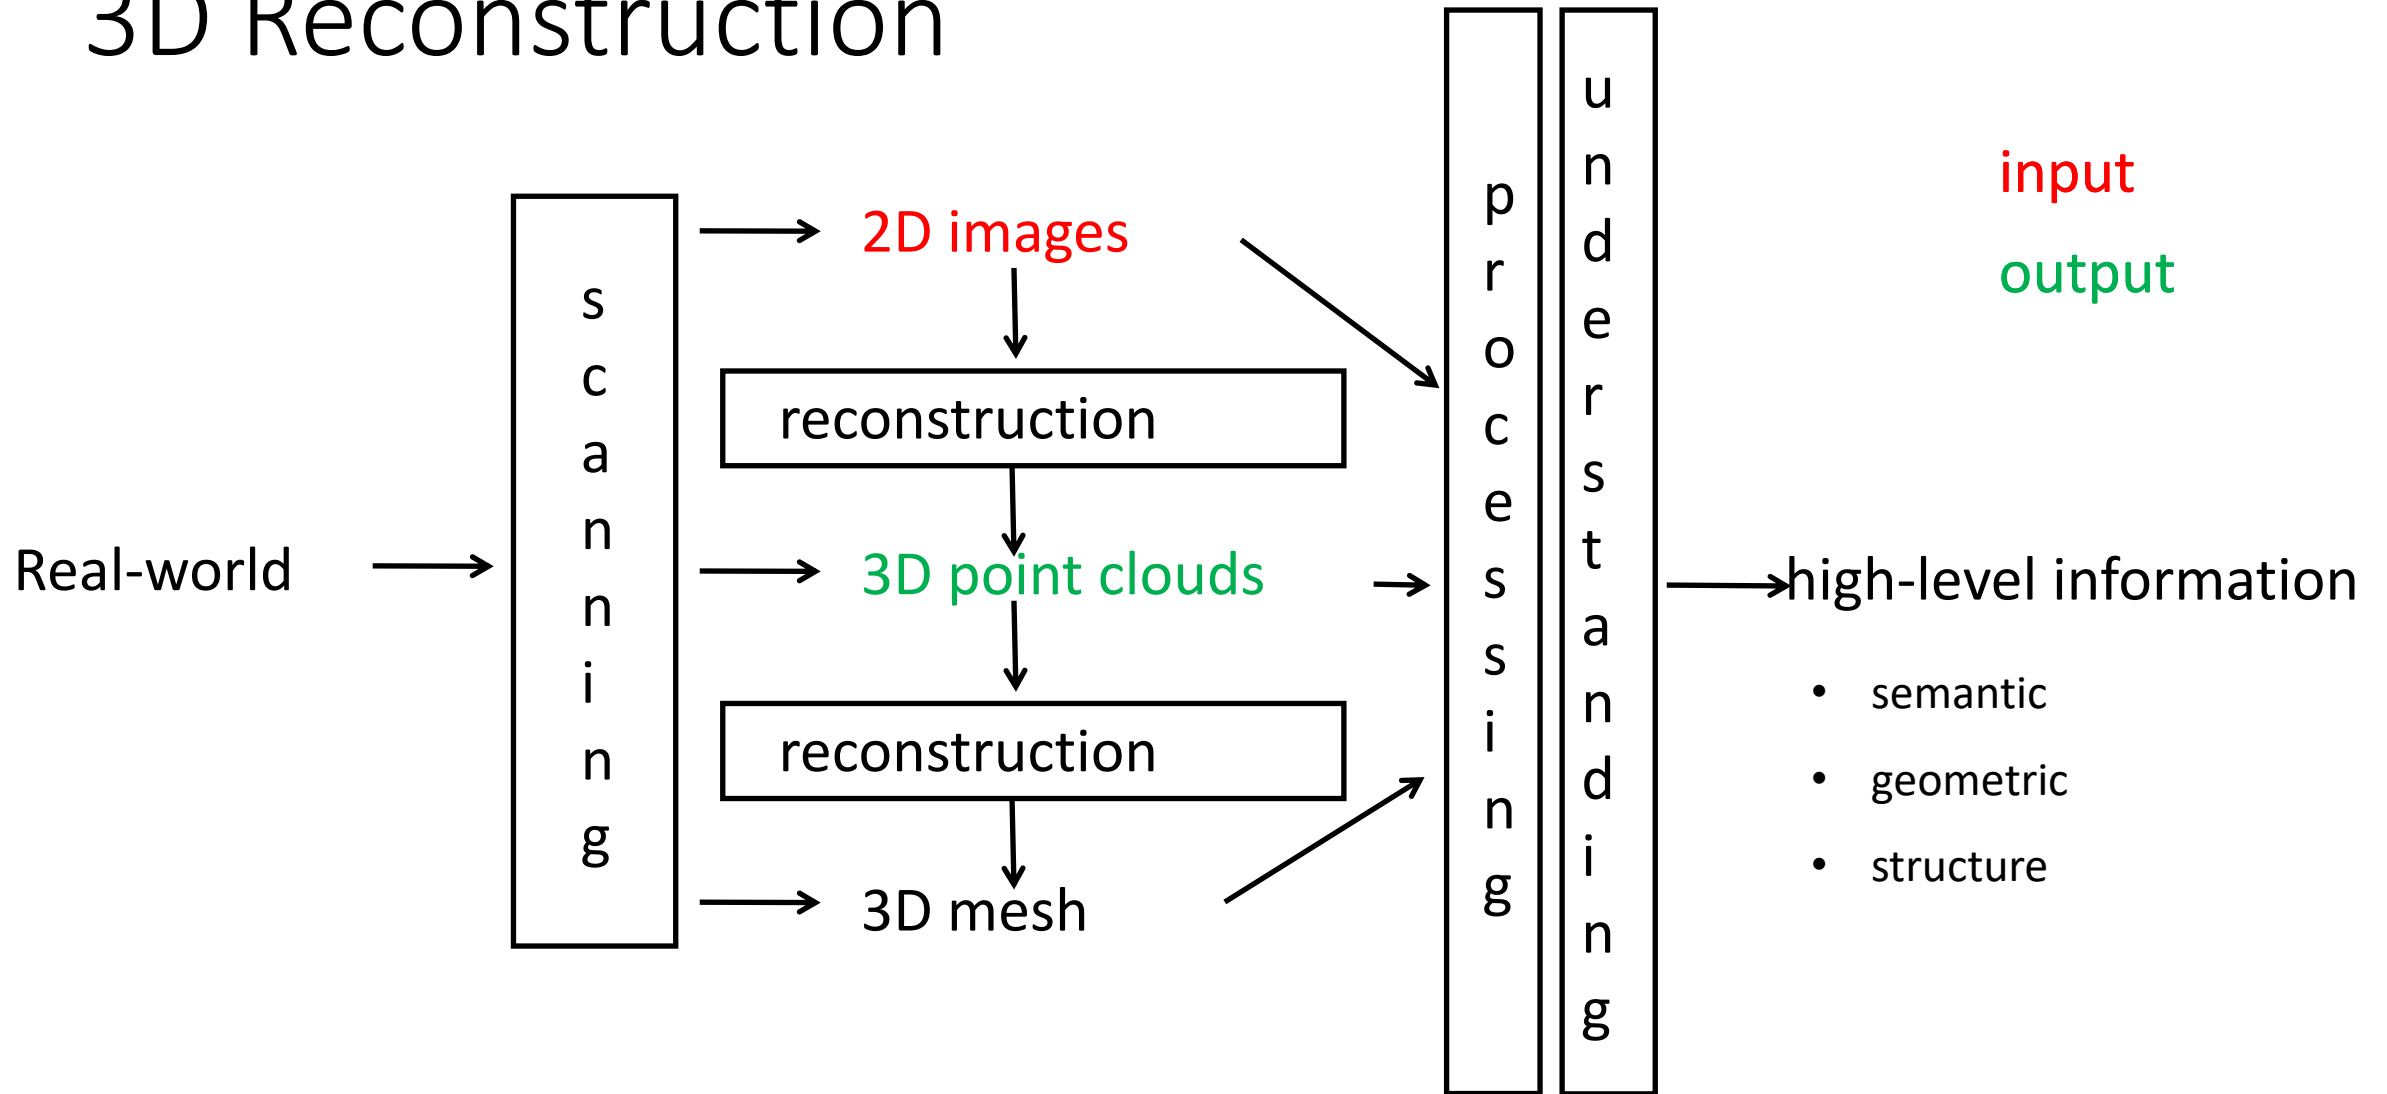 3D Reconstruction
input
output
2D images
reconstruction
scanning
Real-world
3D point clouds
reconstruction
3D mesh
processing
understanding
high-level information
• semantic
• geometric
• structure